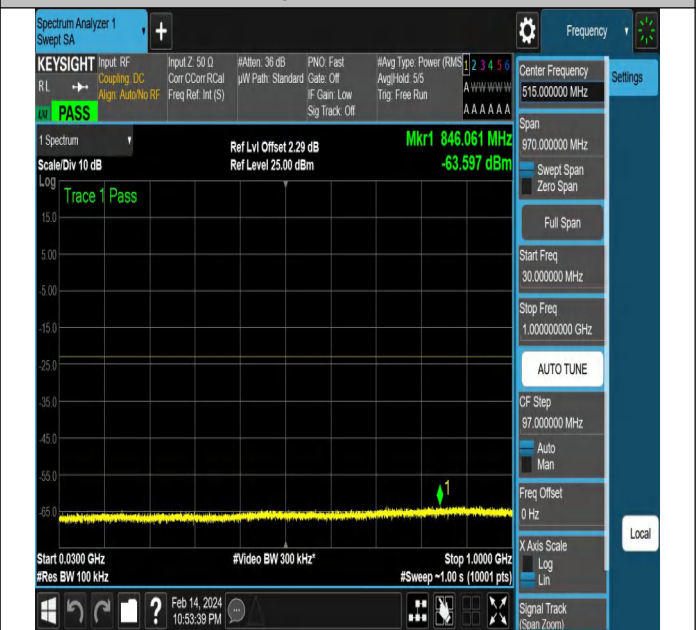 Spectrum Analyzer 1
Swept SA
Frequency
KEYSIGHT
RL
PASS
Input: RF
Coupling: DC
Align: Auto/No RF
Input Z: 50 Ω
Corr CCorr RCal
Freq Ref: Int (S)
#Atten: 36 dB
µW Path: Standard
PNO: Fast
Gate: Off
IF Gain: Low
Sig Track: Off
#Avg Type: Power (RMS
Avg|Hold: 5/5
Trig: Free Run
1 2 3 4 5 6
A W W W W W
A A A A A A
1 Spectrum
Scale/Div 10 dB
Ref Lvl Offset 2.29 dB
Ref Level 25.00 dBm
Mkr1 846.061 MHz
-63.597 dBm
Log
Trace 1 Pass
15.0
5.00
-5.00
-15.0
-25.0
-35.0
-45.0
-55.0
-65.0
1
Start 0.0300 GHz
#Res BW 100 kHz
#Video BW 300 kHz*
Stop 1.0000 GHz
#Sweep ~1.00 s (10001 pts)
Center Frequency
515.000000 MHz
Settings
Span
970.000000 MHz
Swept Span
Zero Span
Full Span
Start Freq
30.000000 MHz
Stop Freq
1.000000000 GHz
AUTO TUNE
CF Step
97.000000 MHz
Auto
Man
Freq Offset
0 Hz
X Axis Scale
Log
Lin
Local
Signal Track
(Span Zoom)
Feb 14, 2024
10:53:39 PM